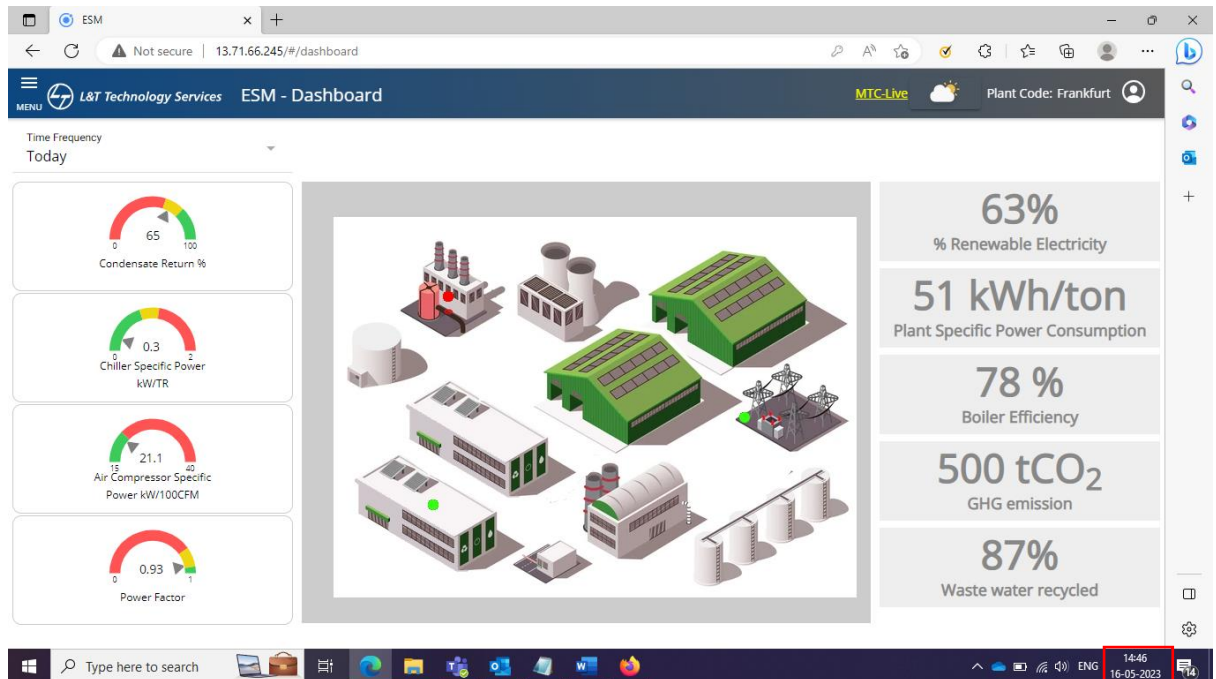 ESM
Not secure | 13.71.66.245/#/dashboard
MENU
L&T Technology Services
ESM - Dashboard
MTC-Live
Plant Code: Frankfurt
Time Frequency
Today
65
0 100
Condensate Return %
0.3
0 2
Chiller Specific Power
kW/TR
21.1
15 40
Air Compressor Specific
Power kW/100CFM
0.93
0 1
Power Factor
63%
% Renewable Electricity
51 kWh/ton
Plant Specific Power Consumption
78 %
Boiler Efficiency
500 tCO₂
GHG emission
87%
Waste water recycled
Type here to search
ENG
14:46
16-05-2023
14